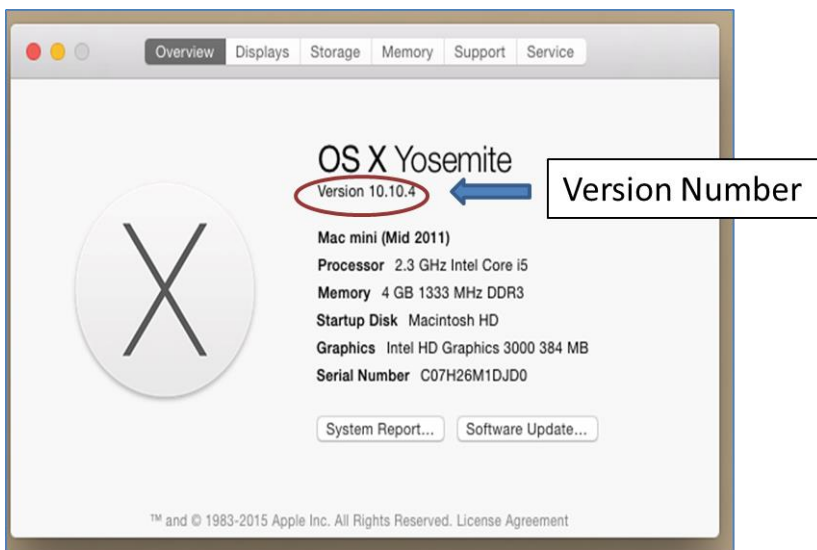 Overview Displays Storage Memory Support Service
OS X Yosemite
Version 10.10.4
Version Number
Mac mini (Mid 2011)
Processor 2.3 GHz Intel Core i5
Memory 4 GB 1333 MHz DDR3
Startup Disk Macintosh HD
Graphics Intel HD Graphics 3000 384 MB
Serial Number C07H26M1DJD0
System Report... Software Update...
™ and © 1983-2015 Apple Inc. All Rights Reserved. License Agreement